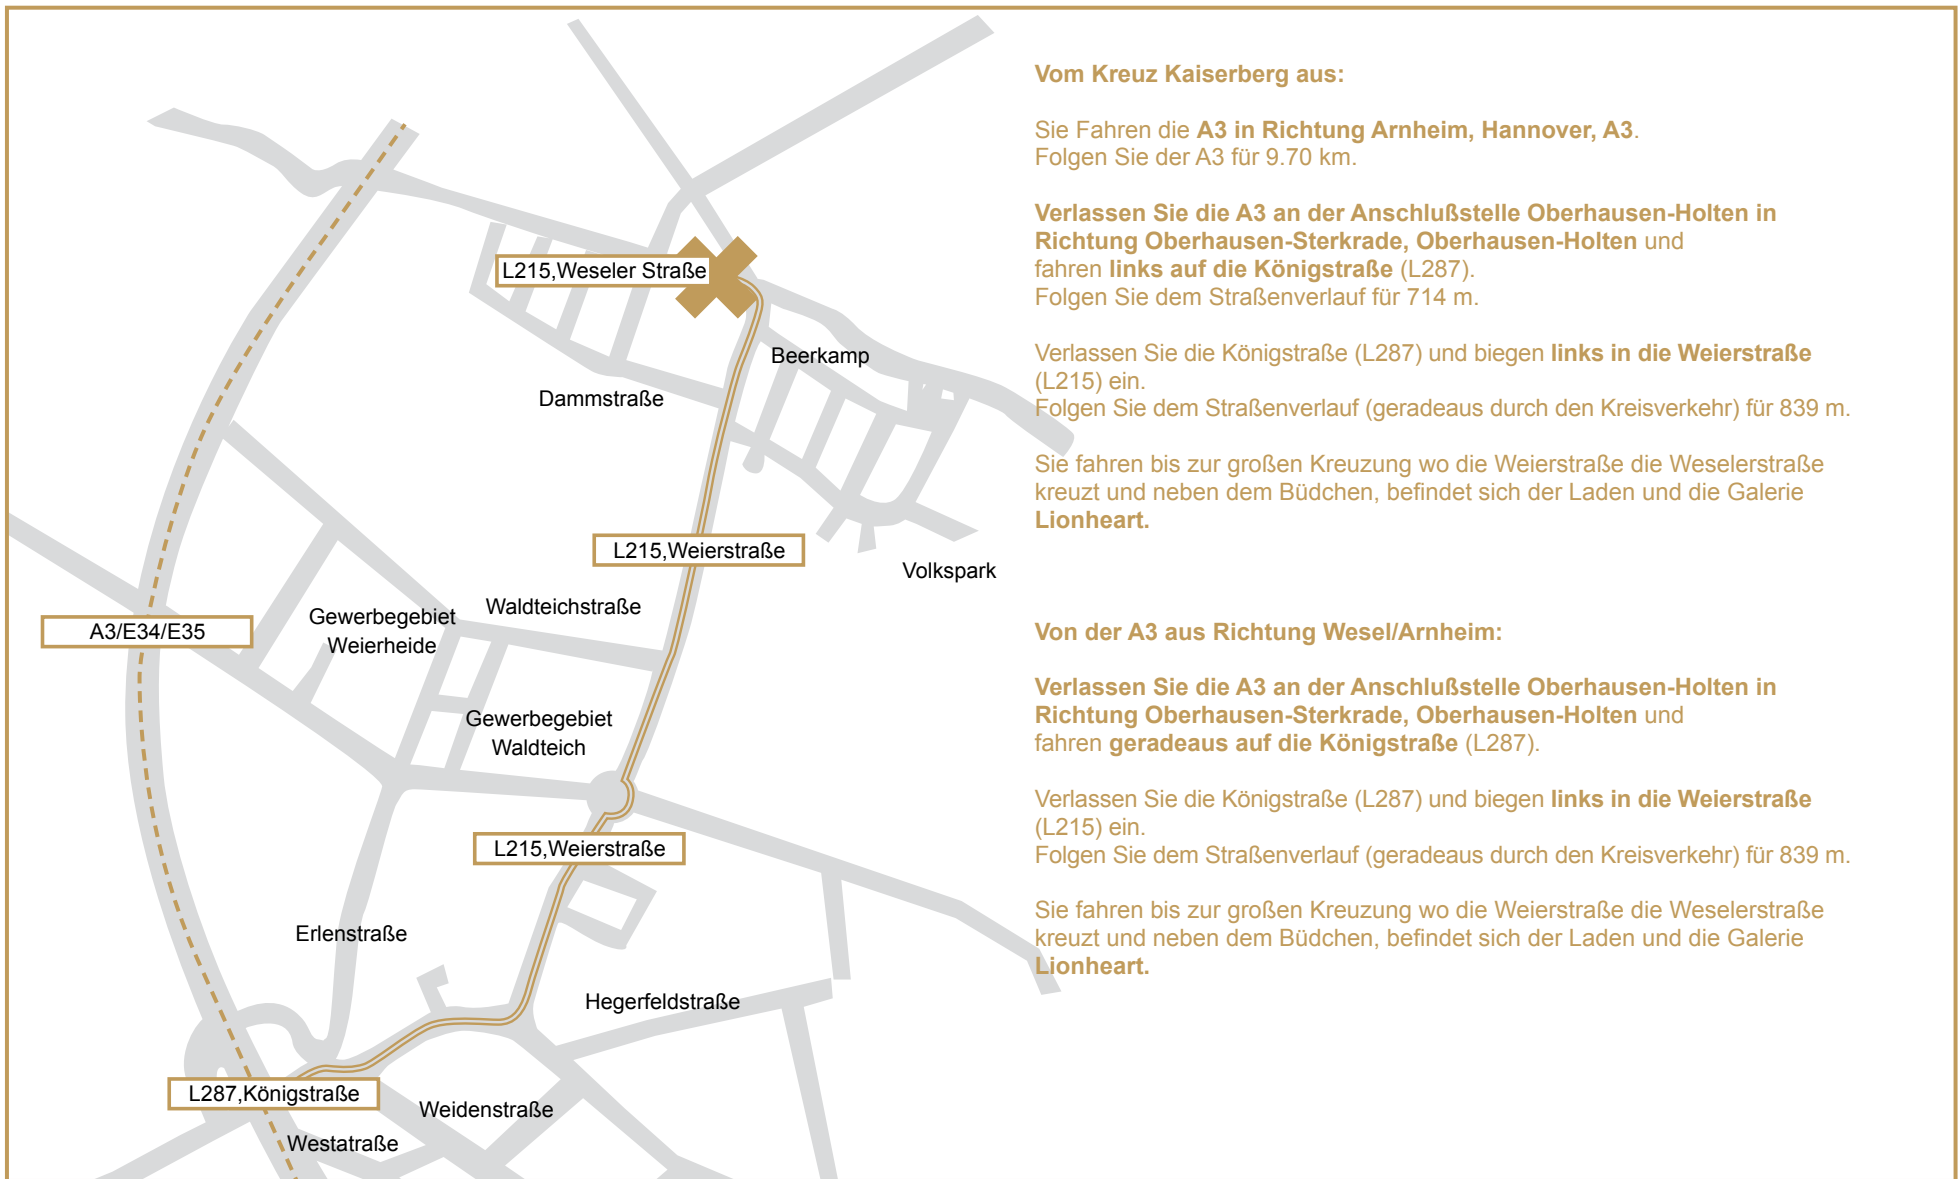 Vom Kreuz Kaiserberg aus:
Sie Fahren die A3 in Richtung Arnheim, Hannover, A3.
Folgen Sie der A3 für 9.70 km.
Verlassen Sie die A3 an der Anschlußstelle Oberhausen-Holten in
Richtung Oberhausen-Sterkrade, Oberhausen-Holten und
fahren links auf die Königstraße (L287).
Folgen Sie dem Straßenverlauf für 714 m.
Verlassen Sie die Königstraße (L287) und biegen links in die Weierstraße
(L215) ein.
Folgen Sie dem Straßenverlauf (geradeaus durch den Kreisverkehr) für 839 m.
Sie fahren bis zur großen Kreuzung wo die Weierstraße die Weselerstraße
kreuzt und neben dem Büdchen, befindet sich der Laden und die Galerie
Lionheart.
Von der A3 aus Richtung Wesel/Arnheim:
Verlassen Sie die A3 an der Anschlußstelle Oberhausen-Holten in
Richtung Oberhausen-Sterkrade, Oberhausen-Holten und
fahren geradeaus auf die Königstraße (L287).
Verlassen Sie die Königstraße (L287) und biegen links in die Weierstraße
(L215) ein.
Folgen Sie dem Straßenverlauf (geradeaus durch den Kreisverkehr) für 839 m.
Sie fahren bis zur großen Kreuzung wo die Weierstraße die Weselerstraße
kreuzt und neben dem Büdchen, befindet sich der Laden und die Galerie
Lionheart.
L215,Weseler Straße
Beerkamp
Dammstraße
L215,Weierstraße
Volkspark
Waldteichstraße
Gewerbegebiet
Weierheide
A3/E34/E35
Gewerbegebiet
Waldteich
L215,Weierstraße
Erlenstraße
Hegerfeldstraße
L287,Königstraße
Weidenstraße
Westatraße